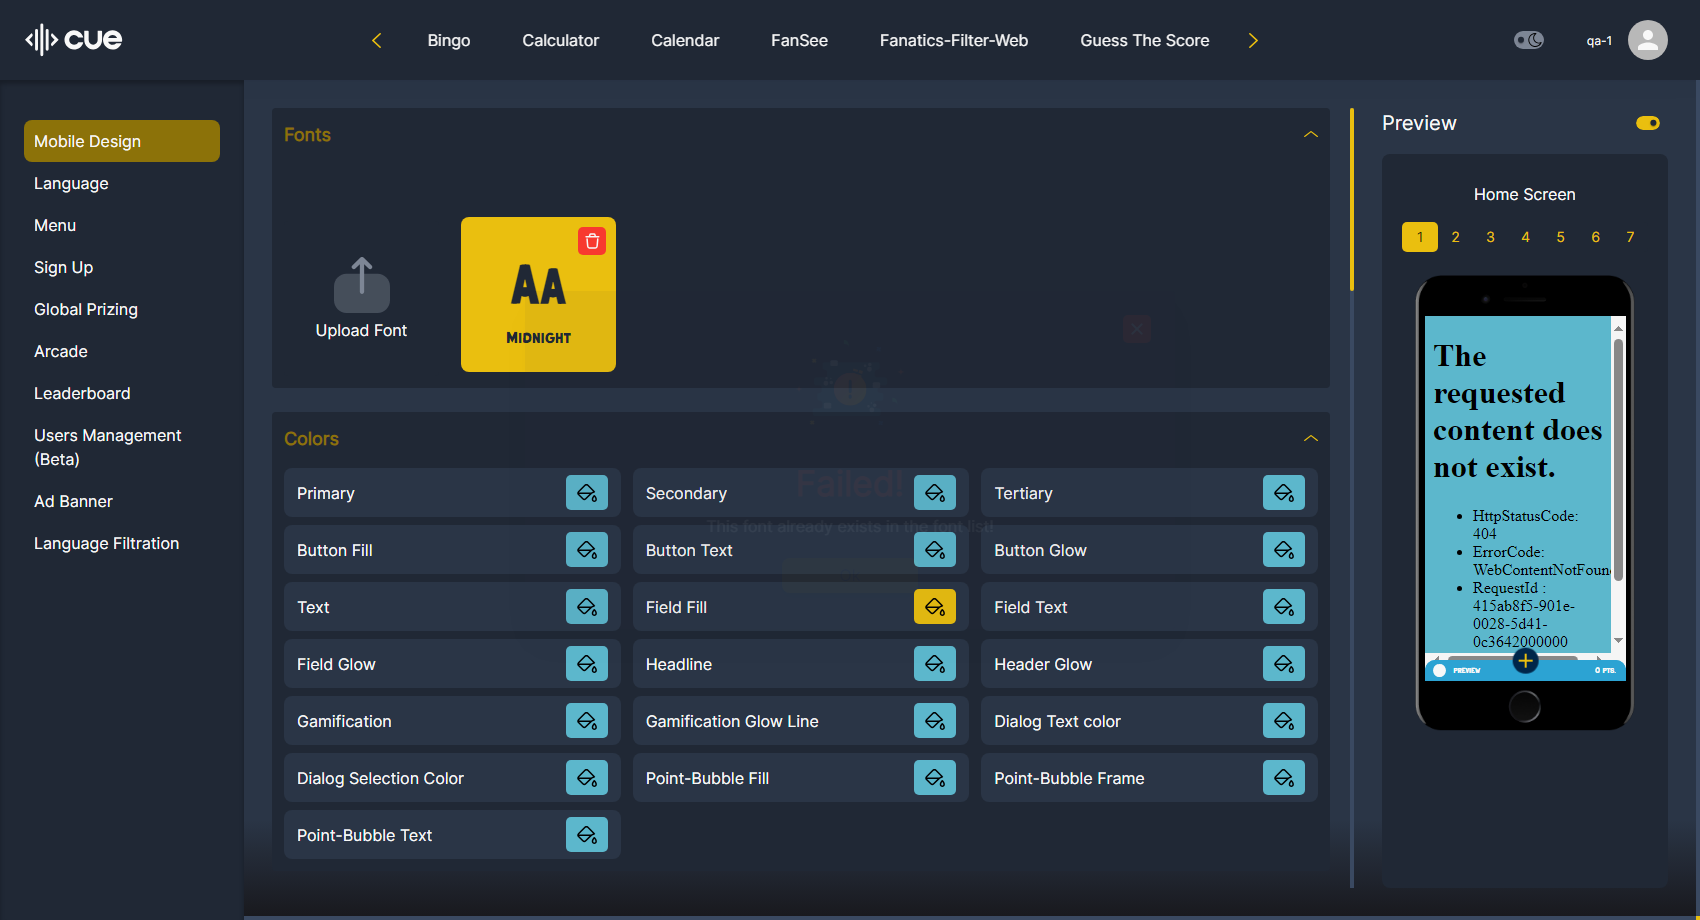 cue
Bingo
Calculator
Calendar
FanSee
Fanatics-Filter-Web
Guess The Score
qa-1
Mobile Design
Language
Menu
Sign Up
Global Prizing
Arcade
Leaderboard
Users Management
(Beta)
Ad Banner
Language Filtration
Fonts
Upload Font
AA
MIDNIGHT
Failed!
This font already exists in the font list!
Colors
Primary
Secondary
Tertiary
Button Fill
Button Text
Button Glow
Text
Field Fill
Field Text
Field Glow
Headline
Header Glow
Gamification
Gamification Glow Line
Dialog Text color
Dialog Selection Color
Point-Bubble Fill
Point-Bubble Frame
Point-Bubble Text
Preview
Home Screen
1 2 3 4 5 6 7
The
requested
content does
not exist.
• HttpStatusCode:
404
• ErrorCode:
WebContentNotFoun
• RequestId :
415ab8f5-901e-
0028-5d41-
0c3642000000
PREVIEW
0 PTS.